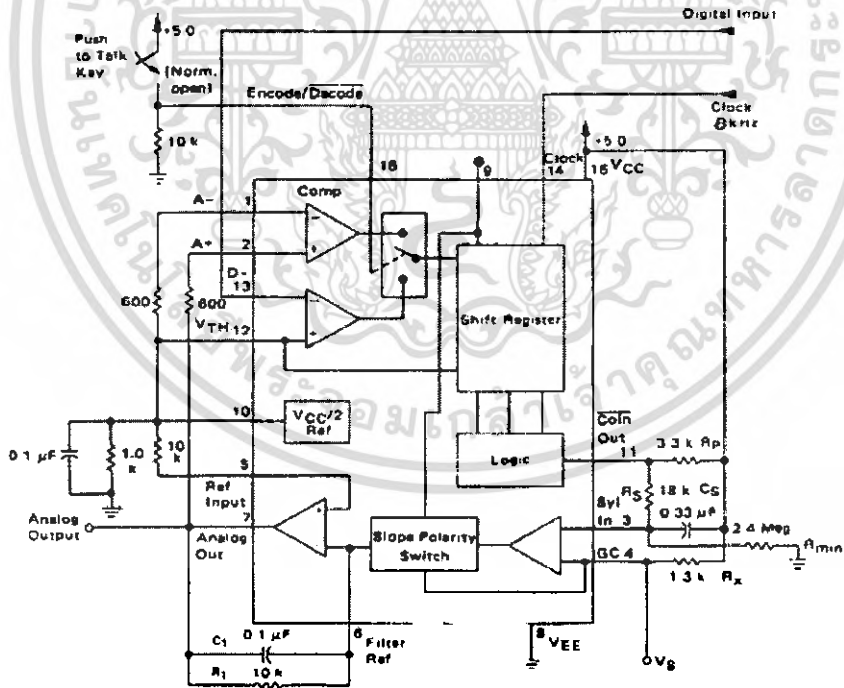 Digital Input
+5.0
Push
to Talk
Key
(Norm.
open)
Encode/Decode
Clock
8kHz
10 k
+5.0
16
9
Clock
14
15 VCC
A-
1
Comp
A+
2
D-
13
600
600
VTH 12
Shift Register
10
VCC/2
Ref
Coin
Out
11
3.3 k Rp
0.1 µF
1.0
k
10
k
5
Ref
Input
Logic
RS
18 k CS
0.33 µF
Syl
In 3
2.4 Meg
Rmin
Analog
Output
7
Analog
Out
Slope Polarity
Switch
GC 4
1.3 k
Rx
6
Filter
Ref
8 VEE
C1
0.1 µF
R1
10 k
VS